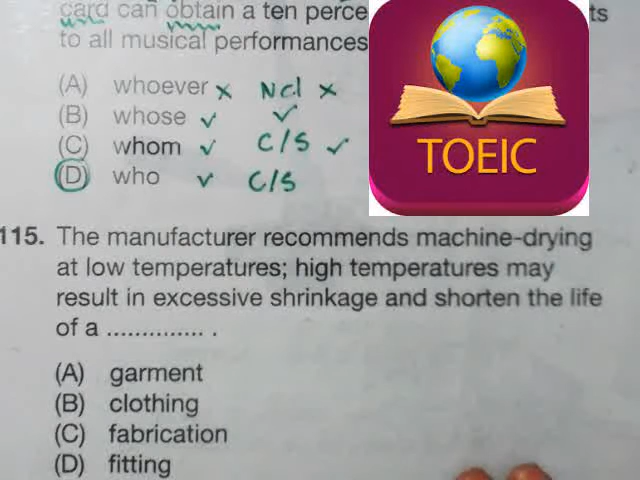 card can obtain a ten perce ts
to all musical performances
(A) whoever x Ncl x
(B) whose ✓ ✓
(C) whom ✓ C/S ✓
(D) who ✓ C/S
TOEIC
115. The manufacturer recommends machine-drying
at low temperatures; high temperatures may
result in excessive shrinkage and shorten the life
of a .............. .
(A) garment
(B) clothing
(C) fabrication
(D) fitting